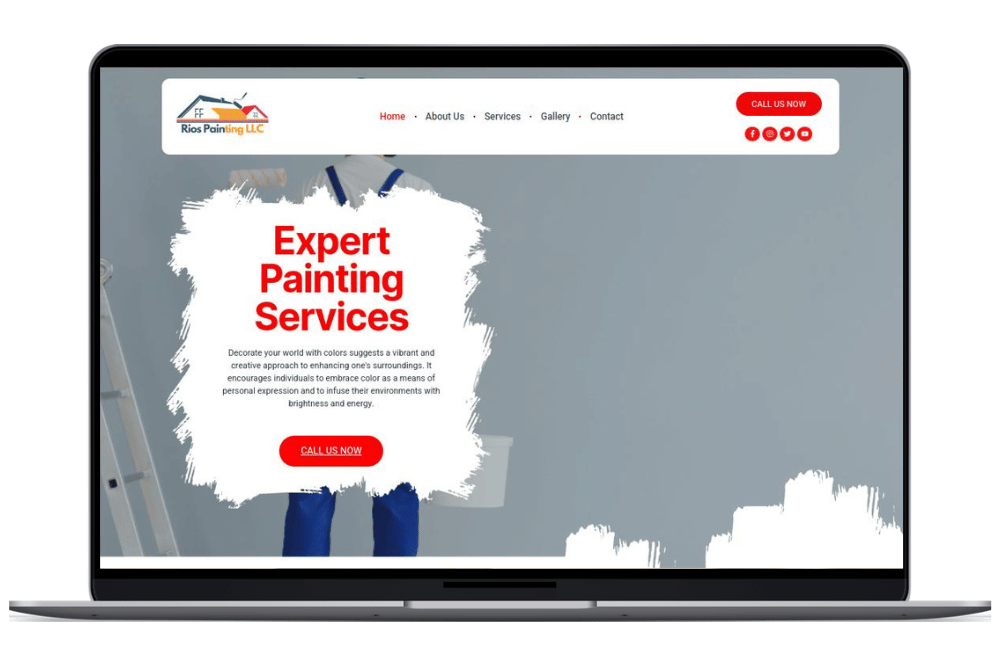 Rios Painting LLC
Home • About Us • Services • Gallery • Contact
CALL US NOW
Expert
Painting
Services
Decorate your world with colors suggests a vibrant and
creative approach to enhancing one's surroundings. It
encourages individuals to embrace color as a means of
personal expression and to infuse their environments with
brightness and energy.
CALL US NOW